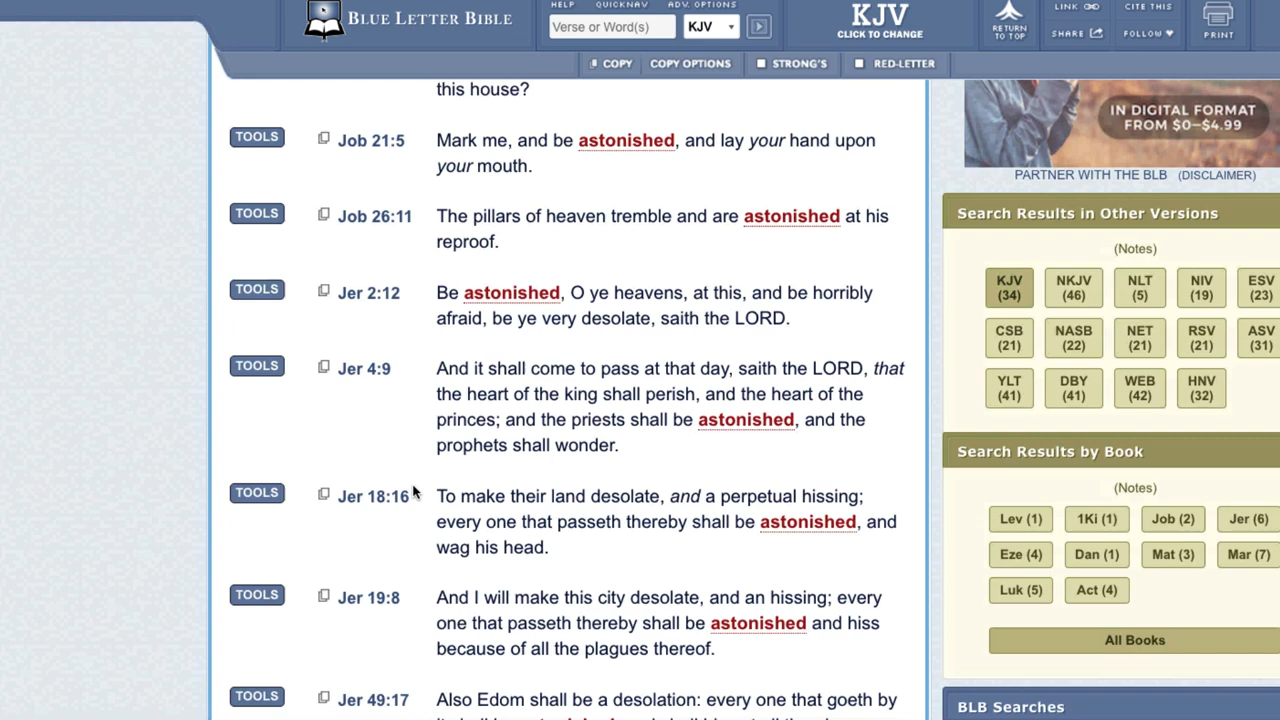 BLUE LETTER BIBLE
HELP QUICKNAV ADV. OPTIONS
Verse or Word(s) KJV
KJV
CLICK TO CHANGE
RETURN
TO TOP
LINK CITE THIS
SHARE FOLLOW
PRINT
COPY COPY OPTIONS STRONG'S RED-LETTER
this house?
TOOLS Job 21:5 Mark me, and be astonished, and lay your hand upon
your mouth.
TOOLS Job 26:11 The pillars of heaven tremble and are astonished at his
reproof.
TOOLS Jer 2:12 Be astonished, O ye heavens, at this, and be horribly
afraid, be ye very desolate, saith the LORD.
TOOLS Jer 4:9 And it shall come to pass at that day, saith the LORD, that
the heart of the king shall perish, and the heart of the
princes; and the priests shall be astonished, and the
prophets shall wonder.
TOOLS Jer 18:16 To make their land desolate, and a perpetual hissing;
every one that passeth thereby shall be astonished, and
wag his head.
TOOLS Jer 19:8 And I will make this city desolate, and an hissing; every
one that passeth thereby shall be astonished and hiss
because of all the plagues thereof.
TOOLS Jer 49:17 Also Edom shall be a desolation: every one that goeth by
IN DIGITAL FORMAT
FROM $0–$4.99
PARTNER WITH THE BLB (DISCLAIMER)
Search Results in Other Versions
(Notes)
KJV (34) NKJV (46) NLT (5) NIV (19) ESV (23)
CSB (21) NASB (22) NET (21) RSV (21) ASV (31)
YLT (41) DBY (41) WEB (42) HNV (32)
Search Results by Book
(Notes)
Lev (1) 1Ki (1) Job (2) Jer (6)
Eze (4) Dan (1) Mat (3) Mar (7)
Luk (5) Act (4)
All Books
BLB Searches